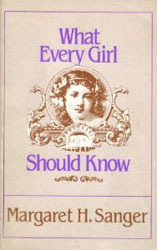 What
Every Girl
Should Know
Margaret H. Sanger